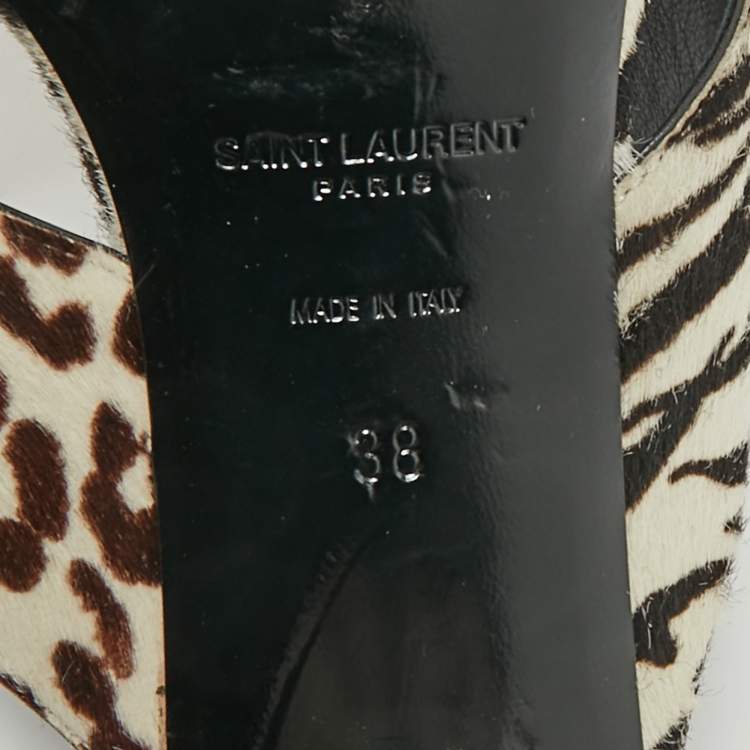 SAINT LAURENT
PARIS
MADE IN ITALY
38